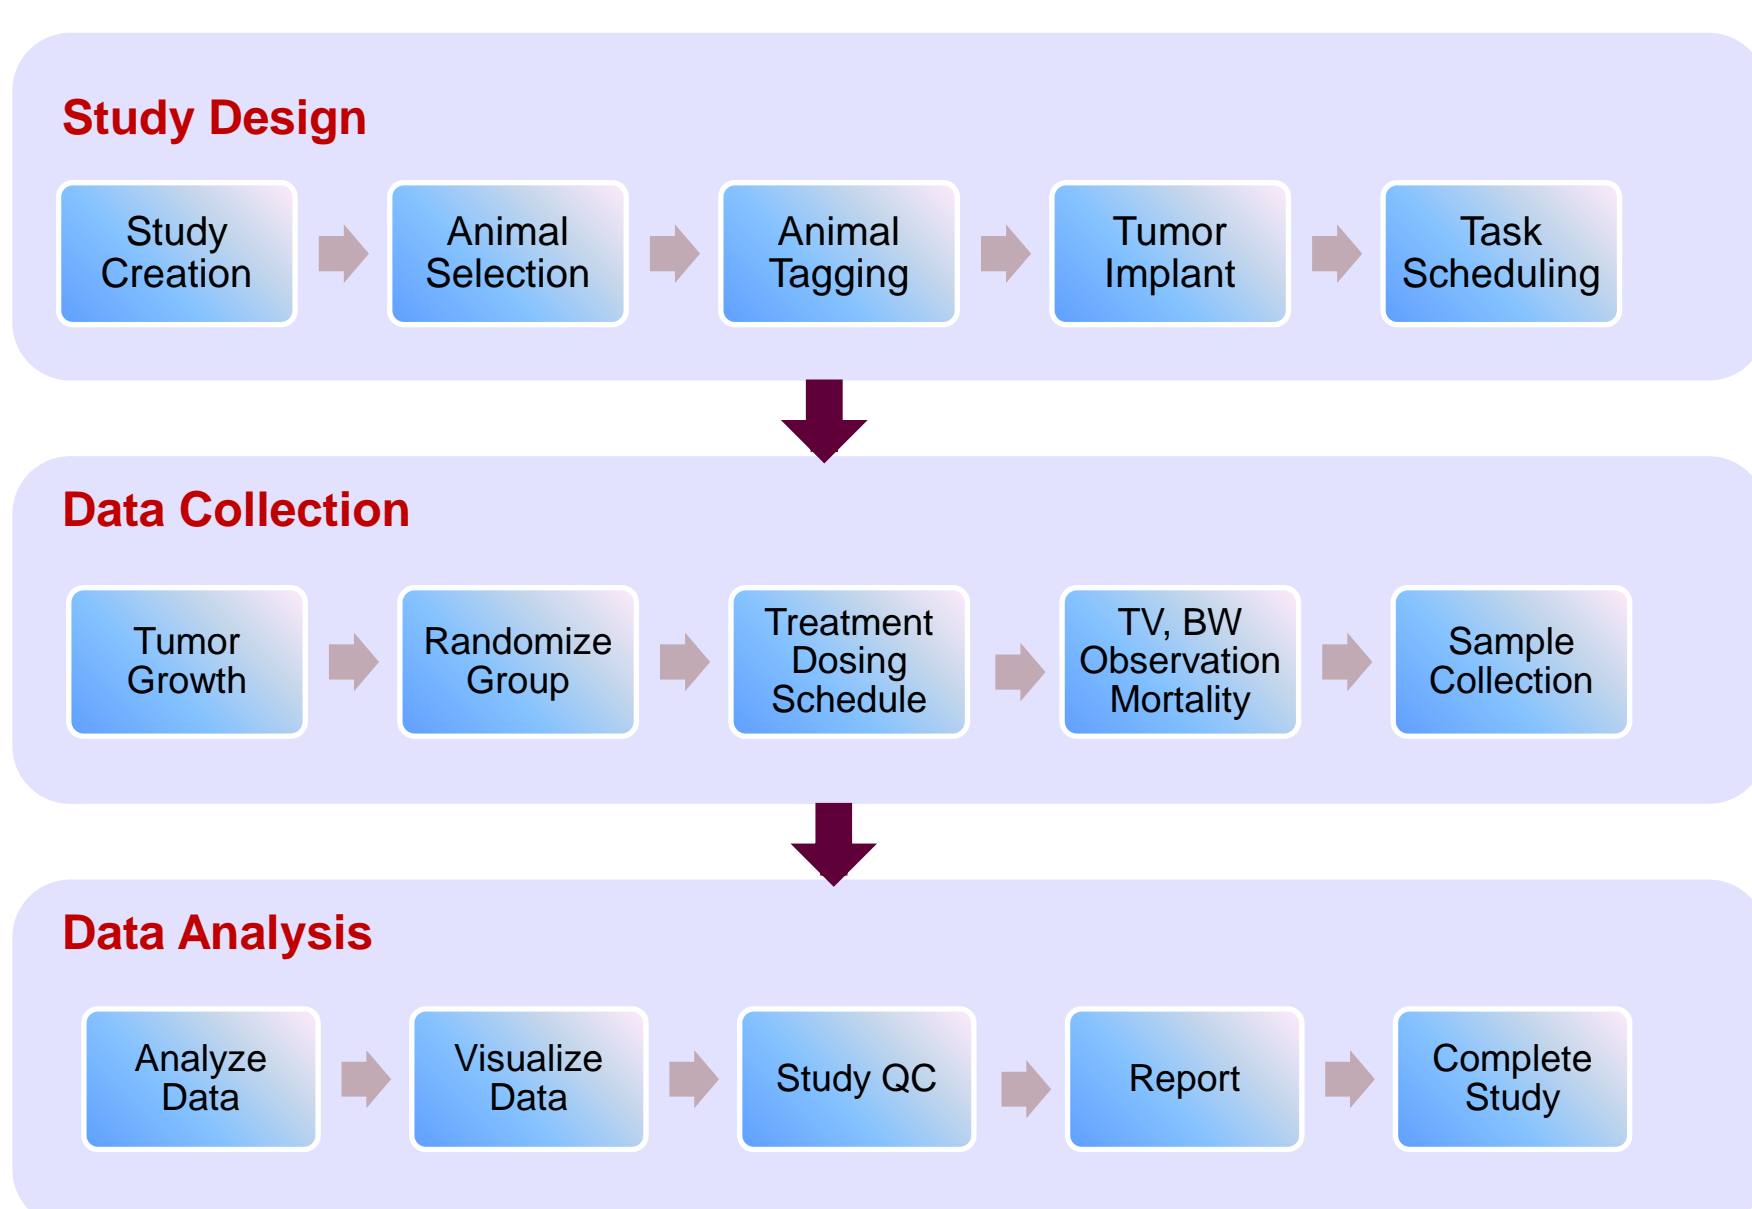 Study Design
Study
Creation
Animal
Selection
Animal
Tagging
Tumor
Implant
Task
Scheduling
Data Collection
Tumor
Growth
Randomize
Group
Treatment
Dosing
Schedule
TV, BW
Observation
Mortality
Sample
Collection
Data Analysis
Analyze
Data
Visualize
Data
Study QC
Report
Complete
Study